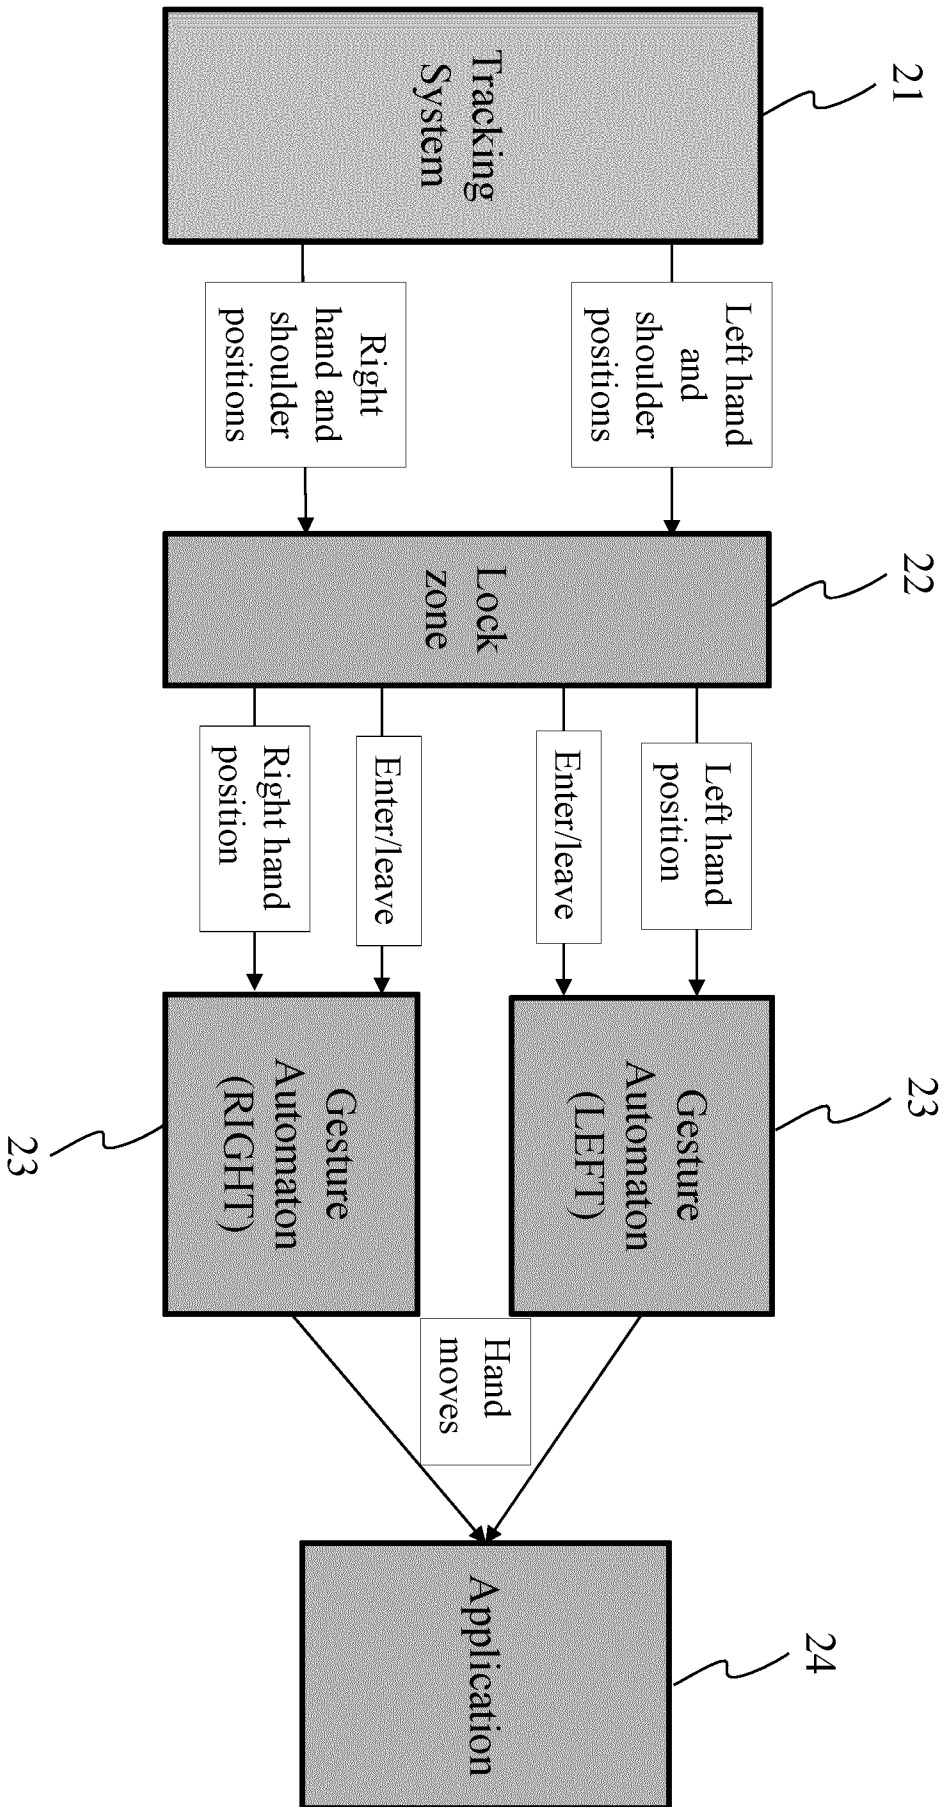 21
Tracking
System
Left hand
and
shoulder
positions
Right
hand and
shoulder
positions
22
Lock
zone
Left hand
position
Enter/leave
Enter/leave
Right hand
position
23
Gesture
Automaton
(LEFT)
Gesture
Automaton
(RIGHT)
23
Hand
moves
24
Application